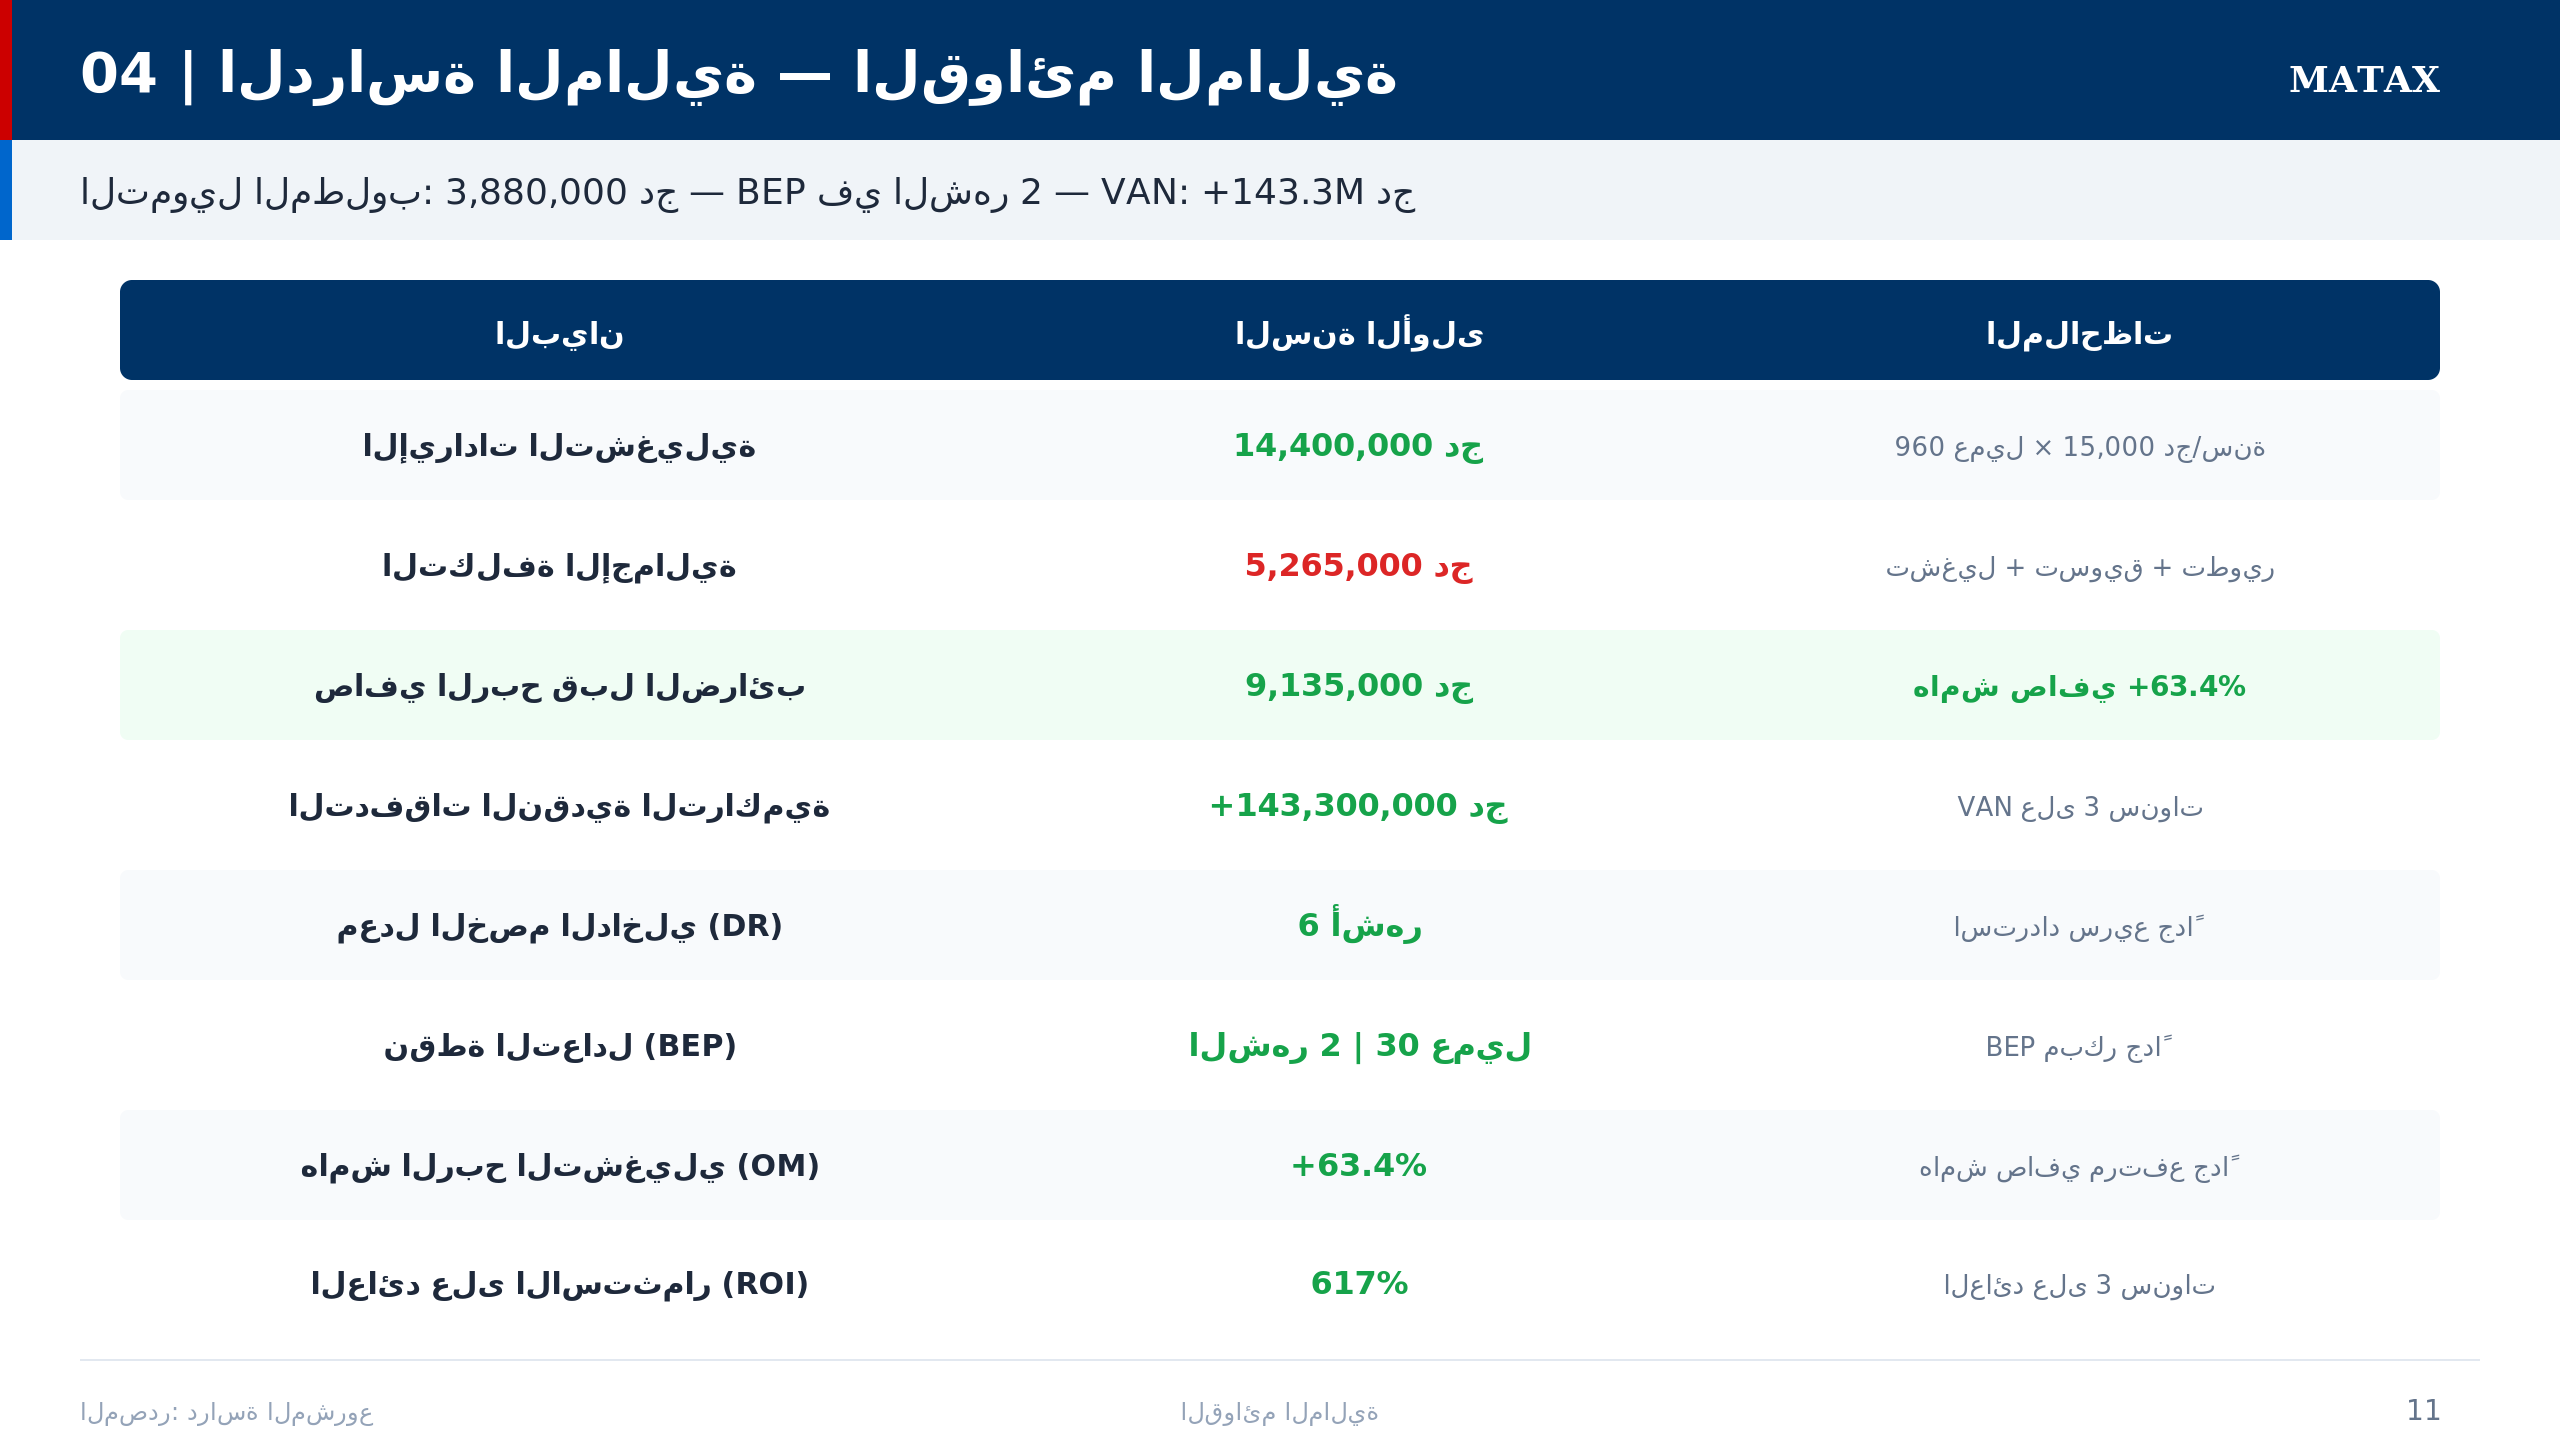 04 | الدراسة المالية — القوائم المالية
MATAX
التمويل المطلوب: 3,880,000 دج — BEP في الشهر 2 — VAN: +143.3M دج
البيان
السنة الأولى
الملاحظات
الإيرادات التشغيلية
14,400,000 دج
960 عميل × 15,000 دج/سنة
التكلفة الإجمالية
5,265,000 دج
تشغيل + تسويق + تطوير
صافي الربح قبل الضرائب
9,135,000 دج
هامش صافي +63.4%
التدفقات النقدية التراكمية
+143,300,000 دج
VAN على 3 سنوات
معدل الخصم الداخلي (DR)
6 أشهر
استرداد سريع جداً
نقطة التعادل (BEP)
الشهر 2 | 30 عميل
BEP مبكر جداً
هامش الربح التشغيلي (OM)
+63.4%
هامش صافي مرتفع جداً
العائد على الاستثمار (ROI)
617%
العائد على 3 سنوات
المصدر: دراسة المشروع
القوائم المالية
11